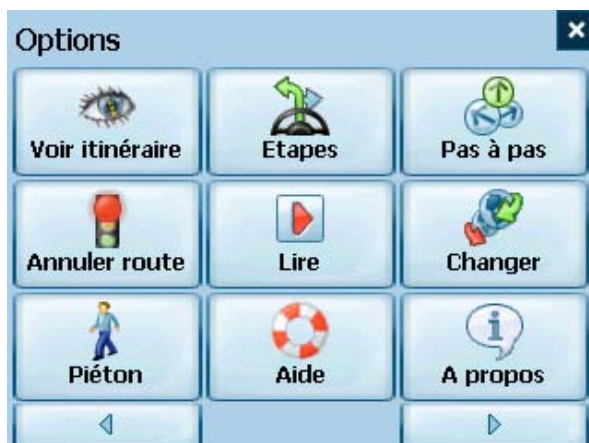 Options
Voir itinéraire
Etapes
Pas à pas
Annuler route
Lire
Changer
Piéton
Aide
A propos